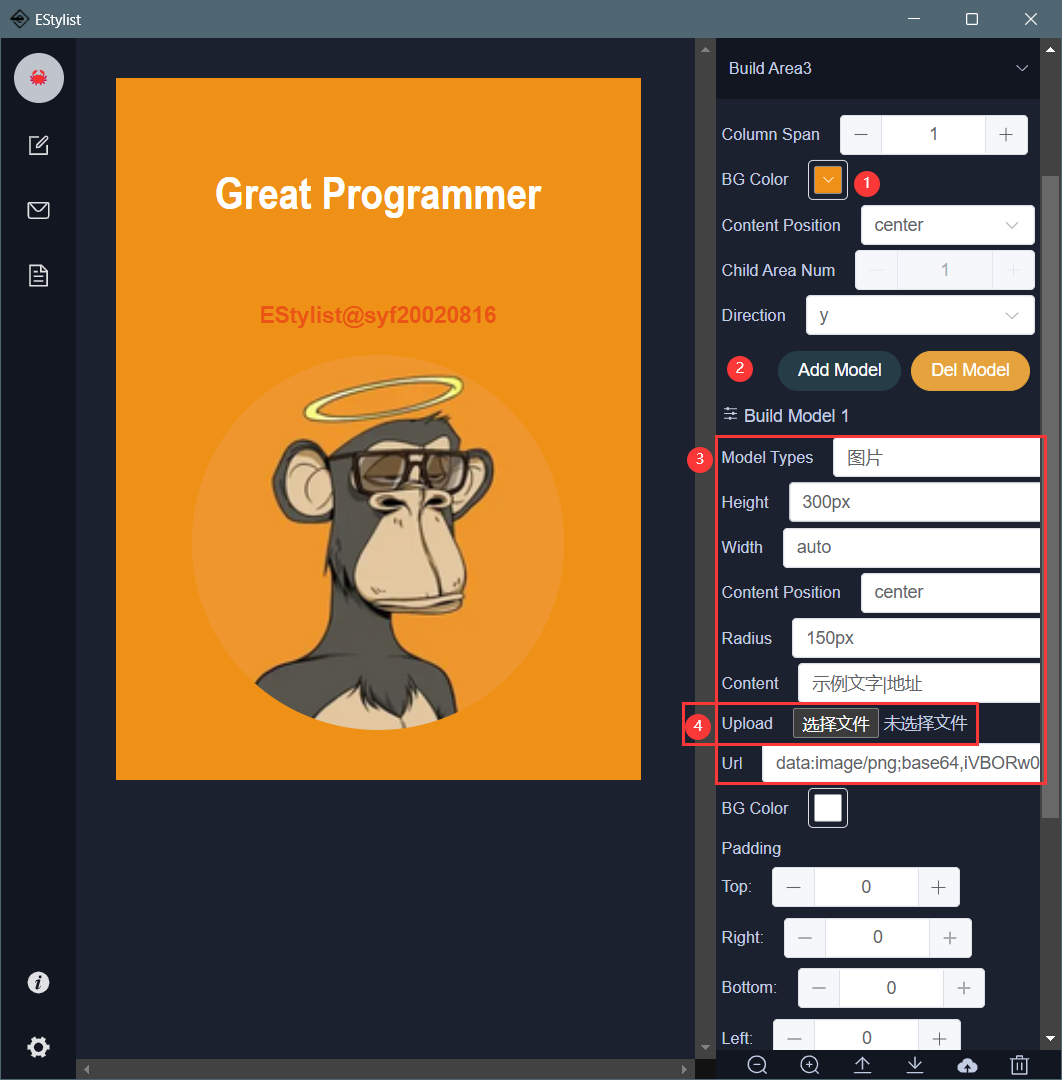 EStylist
Build Area3
Column Span
1
BG Color
1
Content Position
center
Child Area Num
1
Direction
y
2
Add Model
Del Model
Build Model 1
3
Model Types
图片
Height
300px
Width
auto
Content Position
center
Radius
150px
Content
示例文字|地址
4
Upload
选择文件 未选择文件
Url
data:image/png;base64,iVBORw0
BG Color
Padding
Top:
0
Right:
0
Bottom:
0
Left:
0
Great Programmer
EStylist@syf20020816